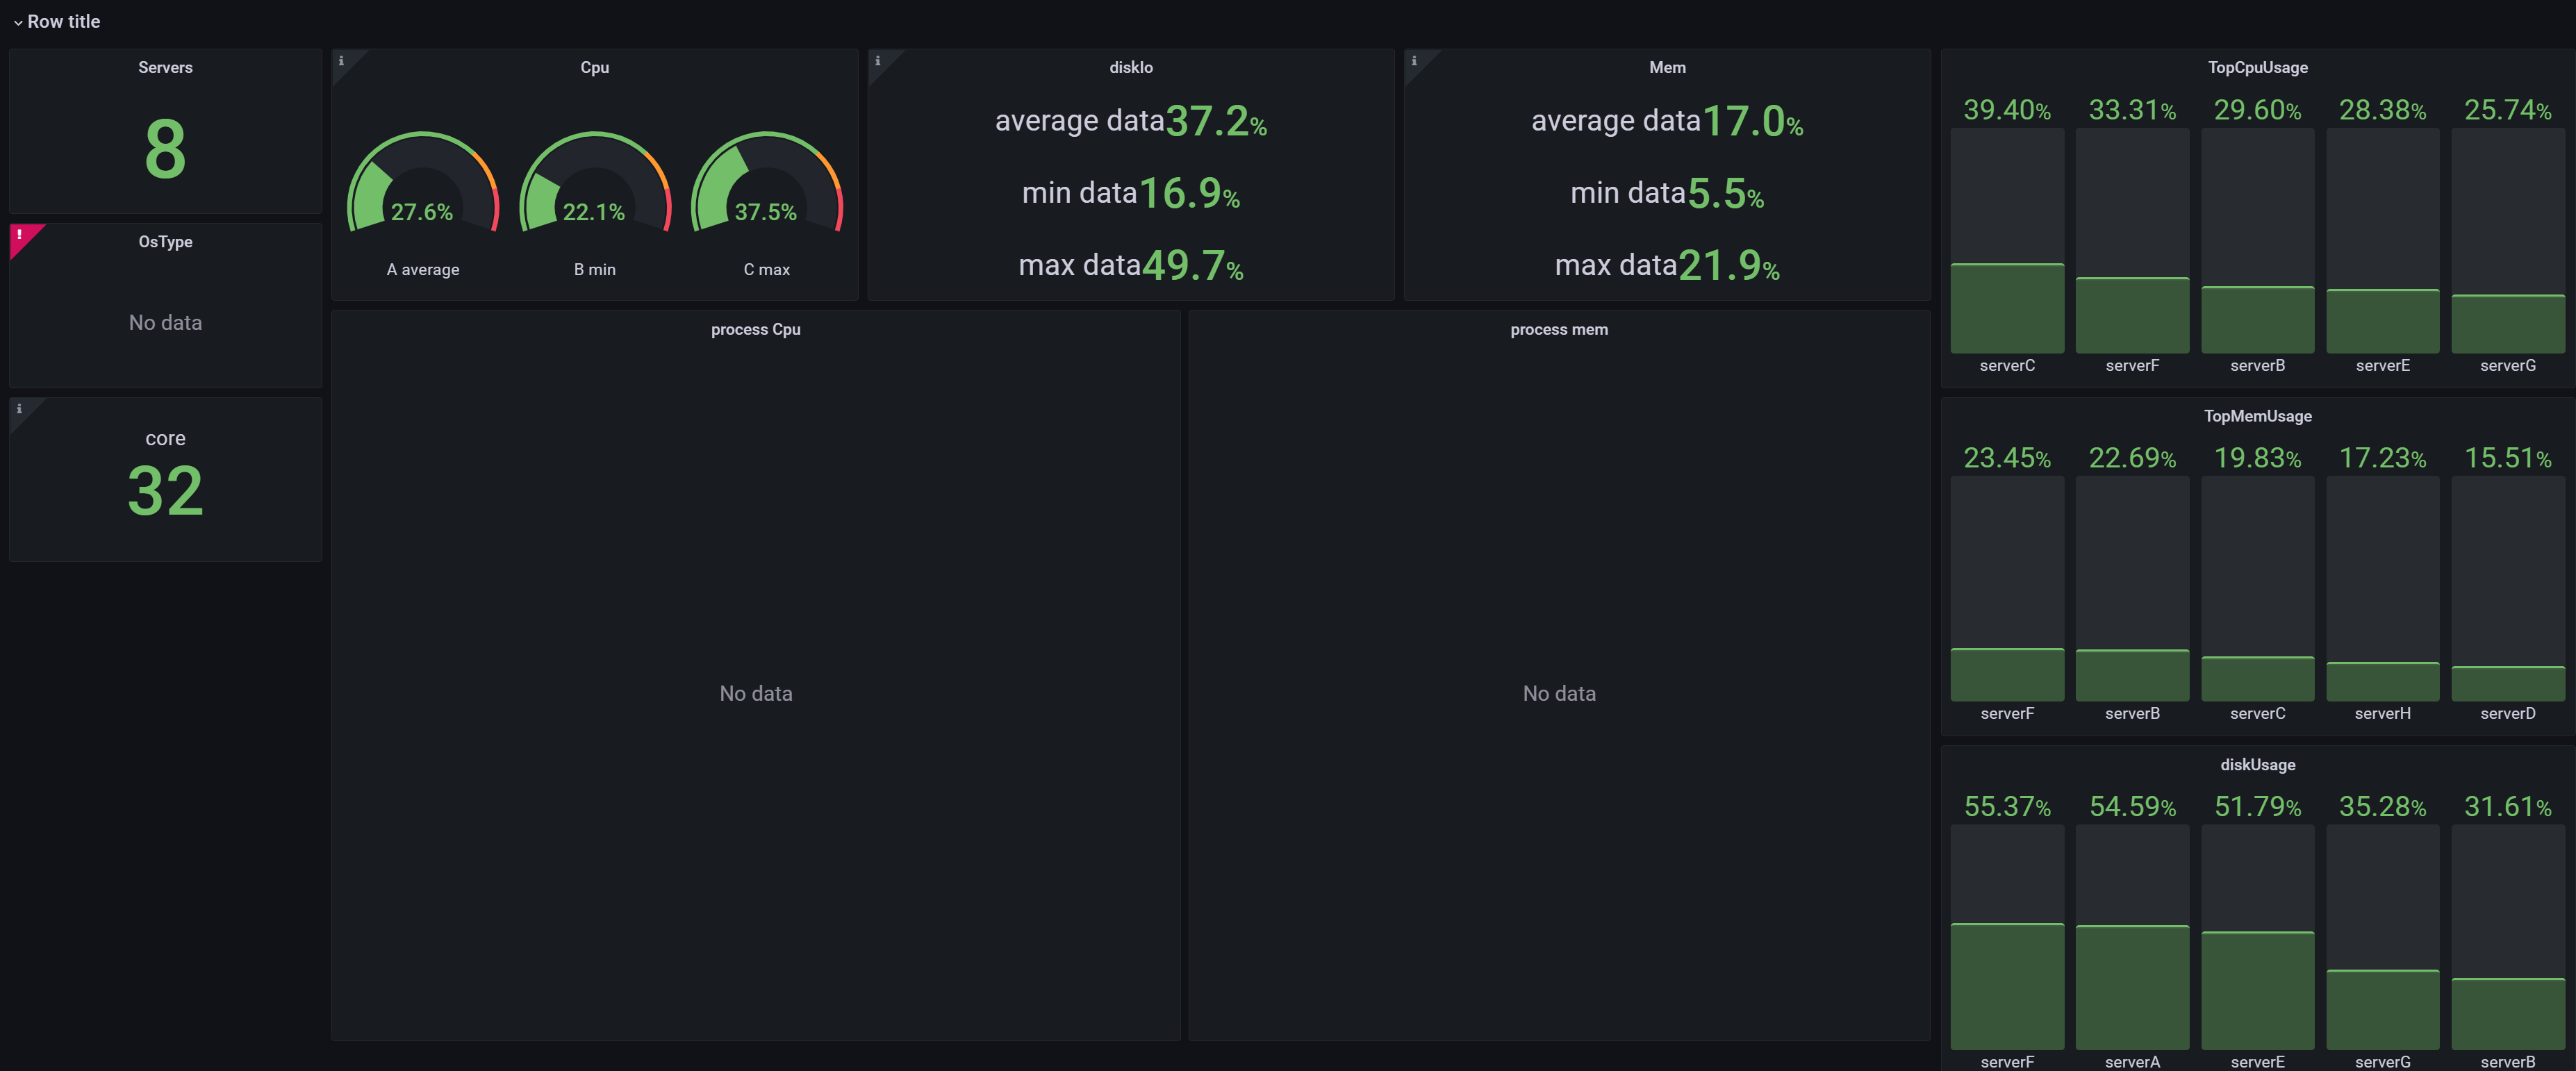 Row title
Servers
8
! OsType
No data
i
core
32
i Cpu
27.6% 22.1% 37.5%
A average B min C max
i diskIo
average data37.2%
min data16.9%
max data49.7%
i Mem
average data17.0%
min data5.5%
max data21.9%
process Cpu
No data
process mem
No data
TopCpuUsage
39.40% 33.31% 29.60% 28.38% 25.74%
serverC serverF serverB serverE serverG
TopMemUsage
23.45% 22.69% 19.83% 17.23% 15.51%
serverF serverB serverC serverH serverD
diskUsage
55.37% 54.59% 51.79% 35.28% 31.61%
serverF serverA serverE serverG serverB